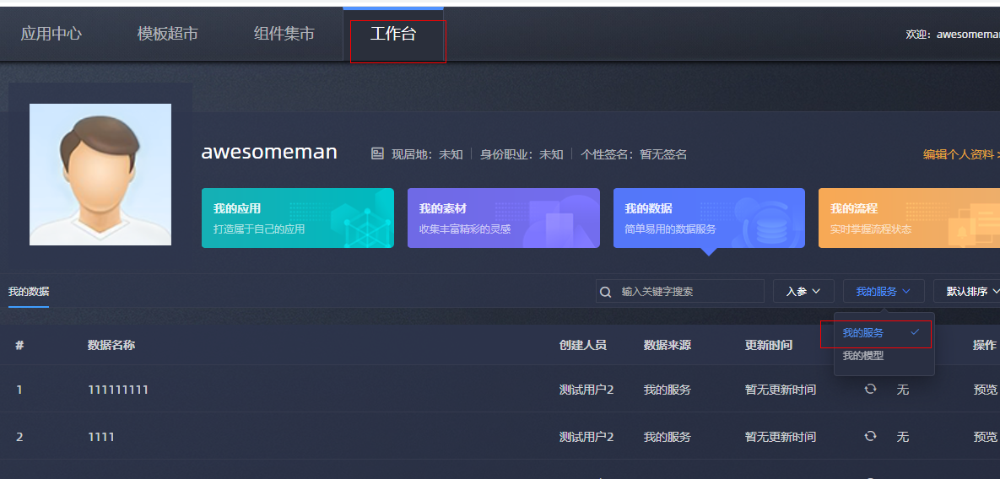 应用中心 模板超市 组件集市 工作台 欢迎：awesomeman
awesomeman 现居地：未知 身份职业：未知 个性签名：暂无签名 编辑个人资料 >
我的应用 我的素材 我的数据 我的流程
打造属于自己的应用 收集丰富精彩的灵感 简单易用的数据服务 实时掌握流程状态
我的数据 输入关键字搜索 入参 我的服务 默认排序
我的服务
我的模型
# 数据名称 创建人员 数据来源 更新时间 操作
1 111111111 测试用户2 我的服务 暂无更新时间 无 预览
2 1111 测试用户2 我的服务 暂无更新时间 无 预览